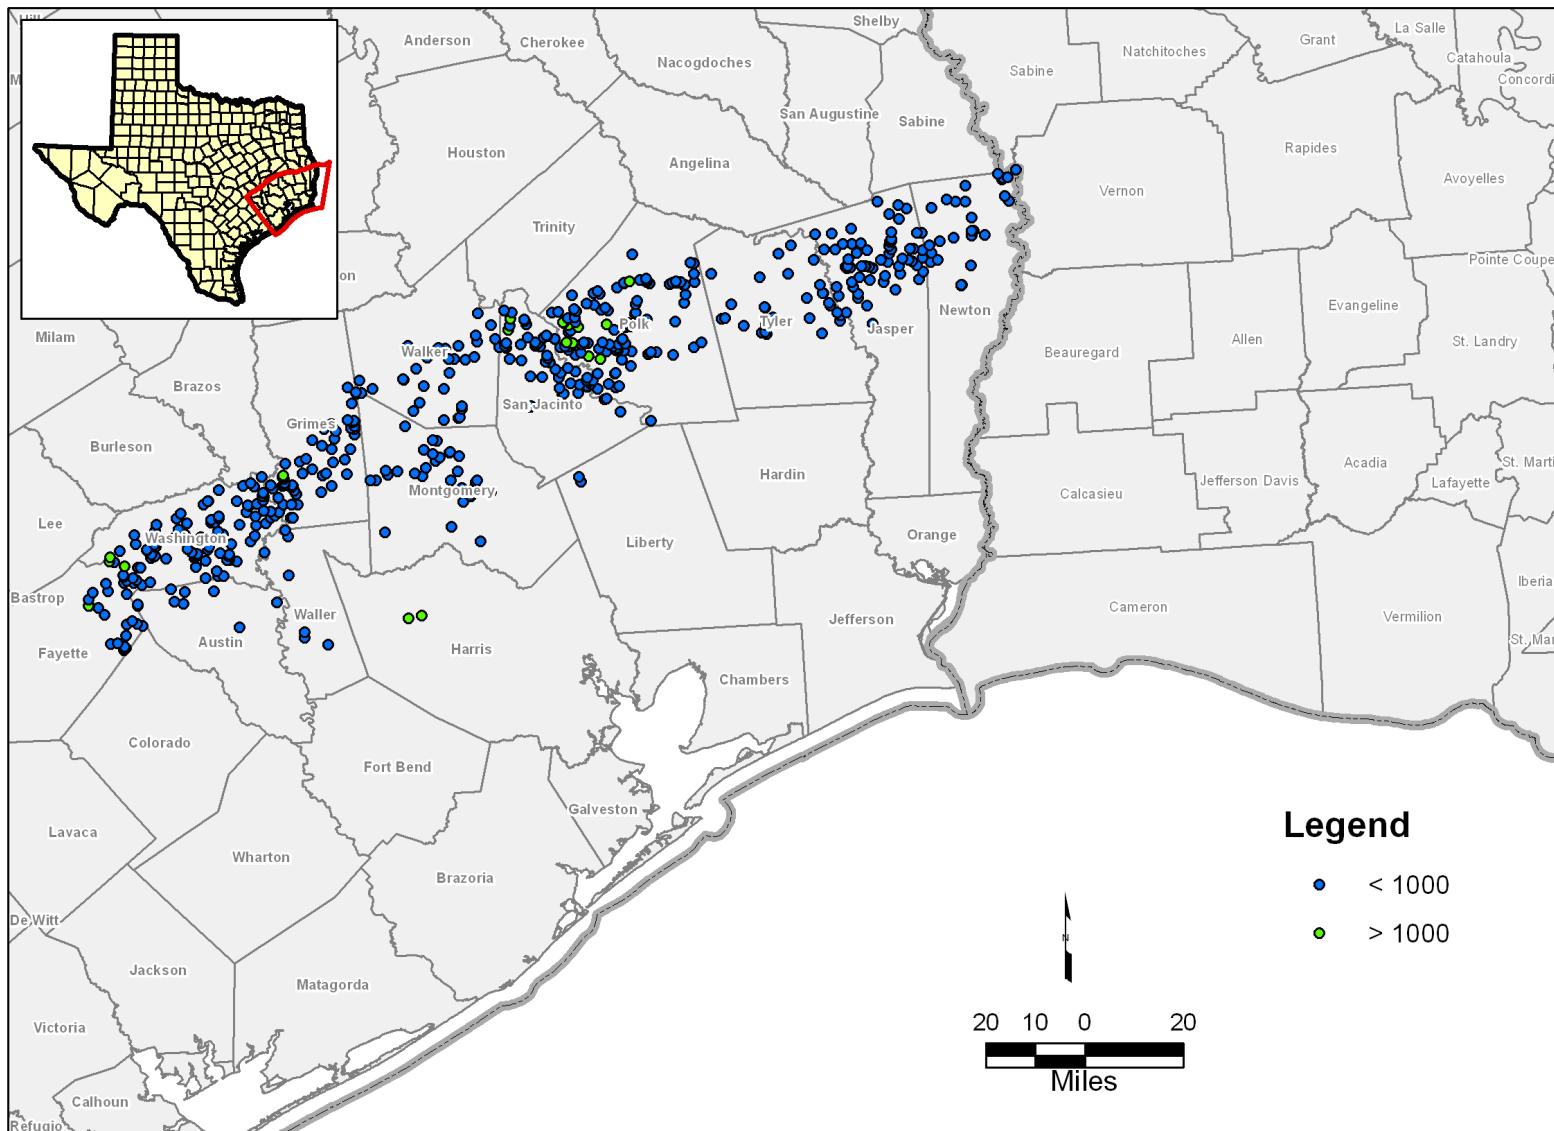 Shelby
Hill
Anderson
Cherokee
Nacogdoches
Sabine
Natchitoches
Grant
La Salle
Catahoula
Concordi
San Augustine
Sabine
Houston
Angelina
Vernon
Rapides
Avoyelles
Trinity
on
Pointe Coupe
Milam
Walker
Polk
Tyler
Jasper
Newton
Beauregard
Allen
Evangeline
St. Landry
Brazos
San Jacinto
Grimes
Burleson
Montgomery
Hardin
Calcasieu
Jefferson Davis
Acadia
Lafayette
St. Marti
Lee
Washington
Liberty
Orange
Bastrop
Waller
Jefferson
Cameron
Vermilion
Iberia
Fayette
Austin
Harris
Chambers
St. Mar
Colorado
Fort Bend
Galveston
Lavaca
Wharton
Brazoria
De Witt
Jackson
Matagorda
Victoria
Calhoun
Refugio
Legend
< 1000
> 1000
N
20 10 0 20
Miles